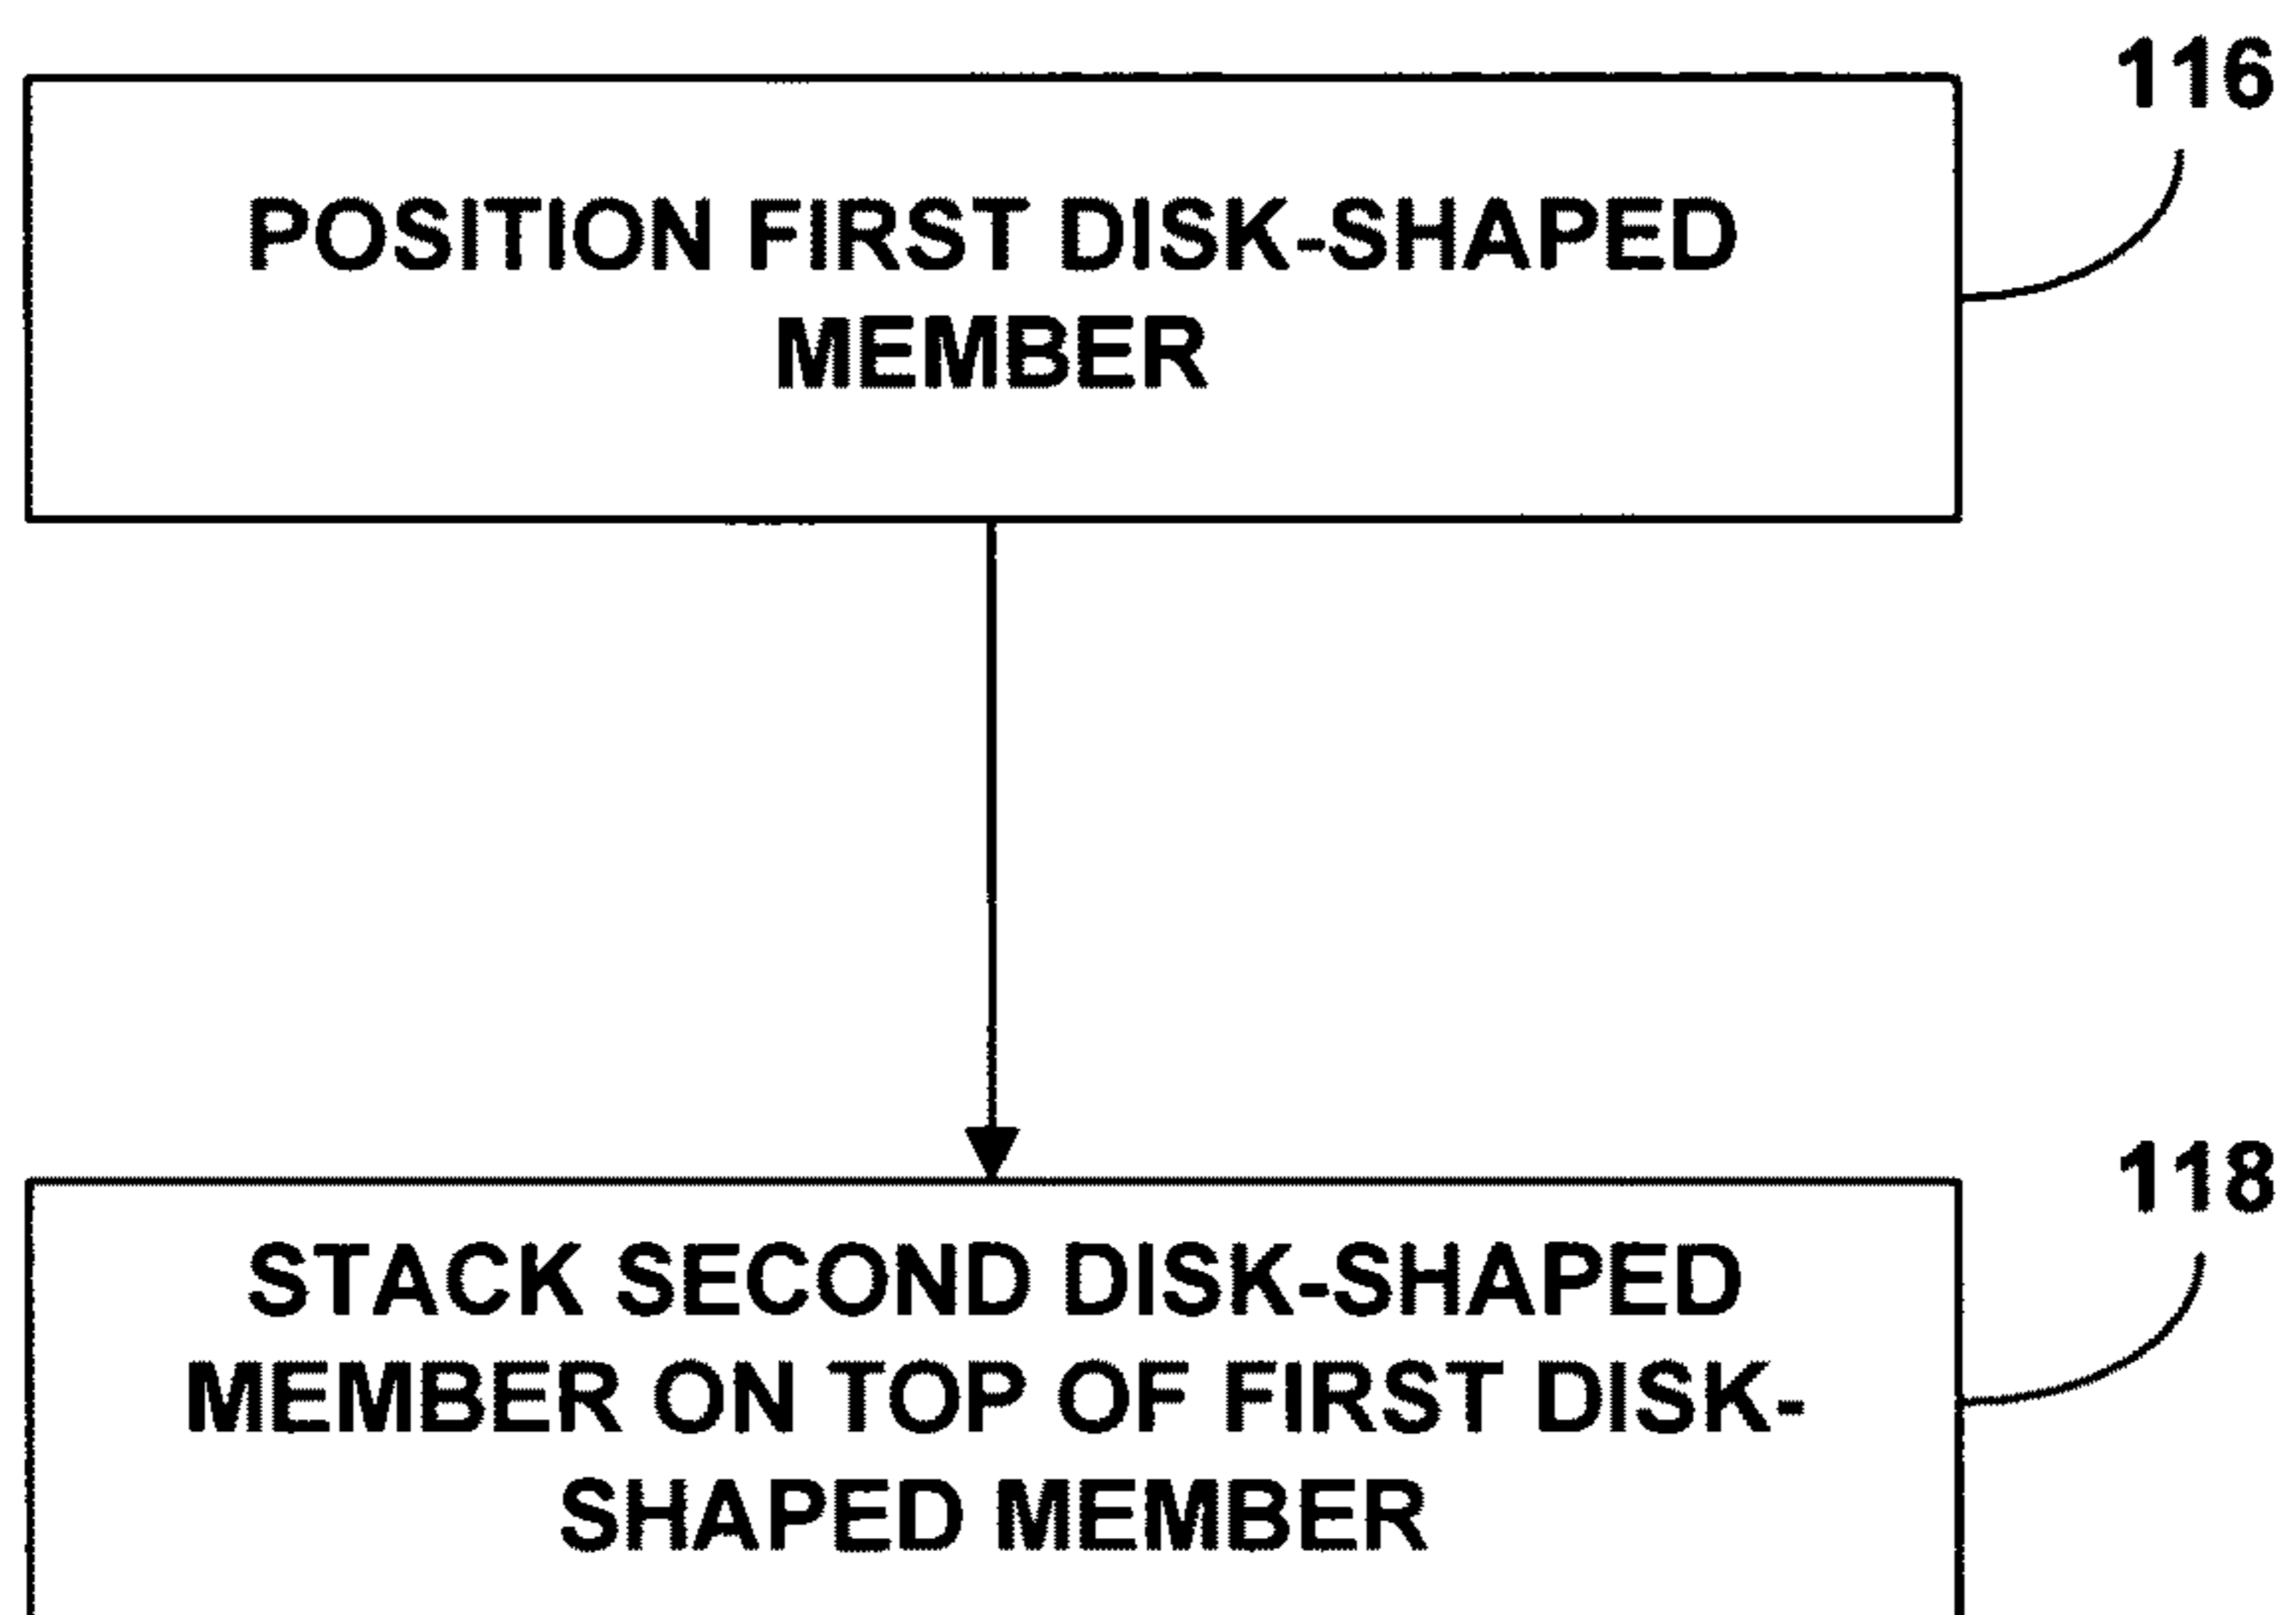 116
POSITION FIRST DISK-SHAPED
MEMBER
118
STACK SECOND DISK-SHAPED
MEMBER ON TOP OF FIRST DISK-
SHAPED MEMBER